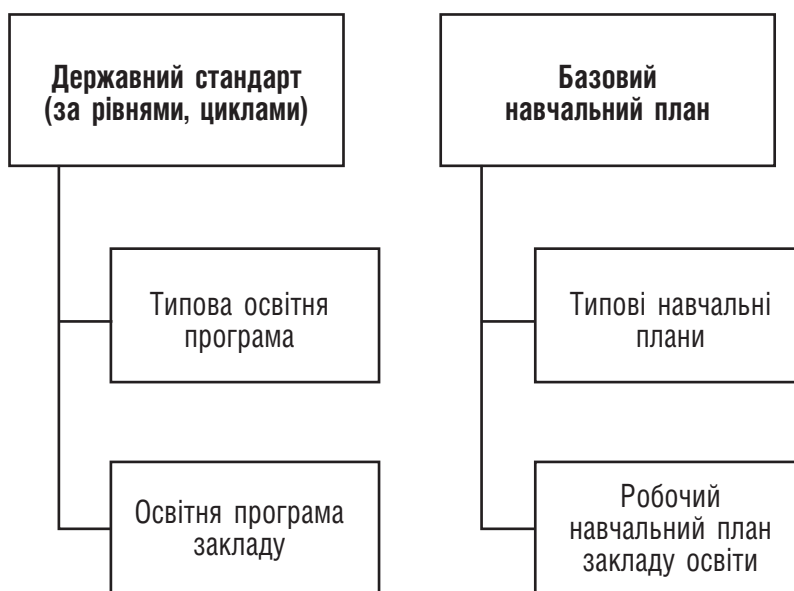 Державний стандарт
(за рівнями, циклами)
Типова освітня
програма
Освітня програма
закладу
Базовий
навчальний план
Типові навчальні
плани
Робочий
навчальний план
закладу освіти